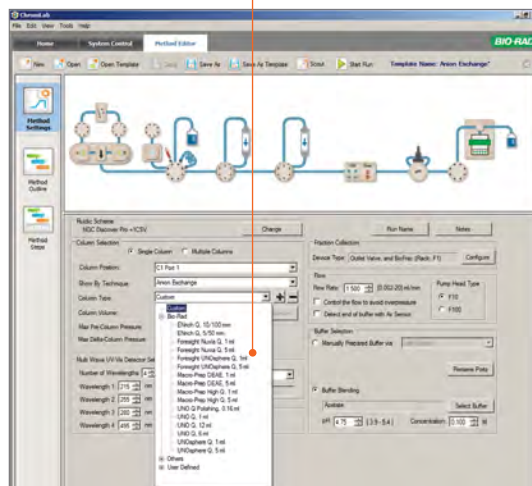 ChromLab
File Edit View Tools Help
Home System Control Method Editor
BIO-RAD
New Open Open Template Save Save As Save As Template Scout Start Run Template Name: Anion Exchange*
Method Settings
Method Outline
Method Steps
Fluidic Scheme
NGC Discover Pro +1CSV Change Run Name Notes
Column Selection
Single Column Multiple Columns
Column Position: C1 Port 1
Show By Technique: Anion Exchange
Column Type: Custom
Column Volume:
Max Pre-Column Pressure
Max Delta-Column Pressure
Custom
Bio-Rad
ENrich Q, 10/100 mm
ENrich Q, 5/50 mm
Foresight Nuvia Q, 1 ml
Foresight Nuvia Q, 5 ml
Foresight UNOsphere Q, 1ml
Foresight UNOsphere Q, 5 ml
Macro-Prep DEAE, 1 ml
Macro-Prep DEAE, 5 ml
Macro-Prep High Q, 1 ml
Macro-Prep High Q, 5 ml
UNO Q Polishing, 0.16 ml
UNO Q, 1 ml
UNO Q, 12 ml
UNO Q, 6 ml
UNOsphere Q, 1 ml
UNOsphere Q, 5 ml
Others
User Defined
Multi Wave UV-Vis Detector Se
Number of Wavelengths 4
Wavelength 1 215 nm
Wavelength 2 255 nm
Wavelength 3 280 nm
Wavelength 4 495 nm
Fraction Collection
Device Type: Outlet Valve, and BioFrac (Rack: F1) Configure
Flow
Flow Rate: 1.500 (0.002-20) ml/min
Control the flow to avoid overpressure
Detect end of buffer with Air Sensor
Pump Head Type
F10
F100
Buffer Selection
Manually Prepared Buffer via
Rename Ports
Buffer Blending
Acetate Select Buffer
pH 4.75 (3.9 - 5.4) Concentration: 0.100 M